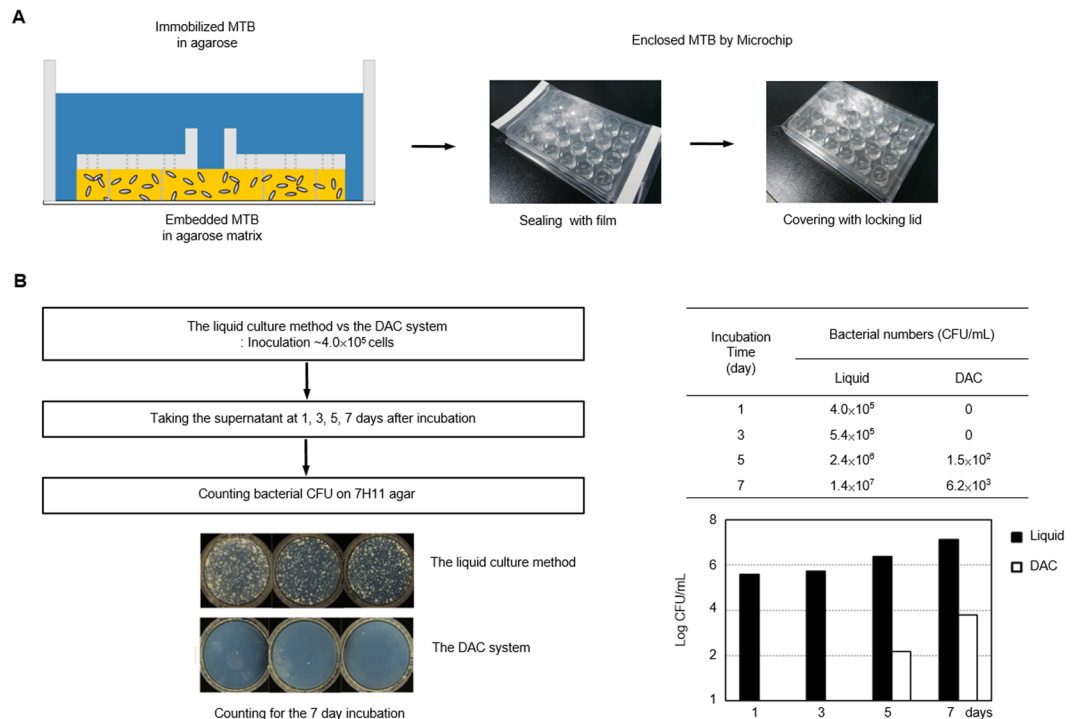 A
Immobilized MTB
in agarose
Embedded MTB
in agarose matrix
Enclosed MTB by Microchip
Sealing with film
Covering with locking lid
B
The liquid culture method vs the DAC system
: Inoculation ~4.0×10⁵ cells
Taking the supernatant at 1, 3, 5, 7 days after incubation
Counting bacterial CFU on 7H11 agar
The liquid culture method
The DAC system
Counting for the 7 day incubation
Incubation
Time
(day)
Bacterial numbers (CFU/mL)
Liquid DAC
1 4.0×10⁵ 0
3 5.4×10⁵ 0
5 2.4×10⁶ 1.5×10²
7 1.4×10⁷ 6.2×10³
Log CFU/mL
8
6
4
2
1
1 3 5 7 days
Liquid
DAC